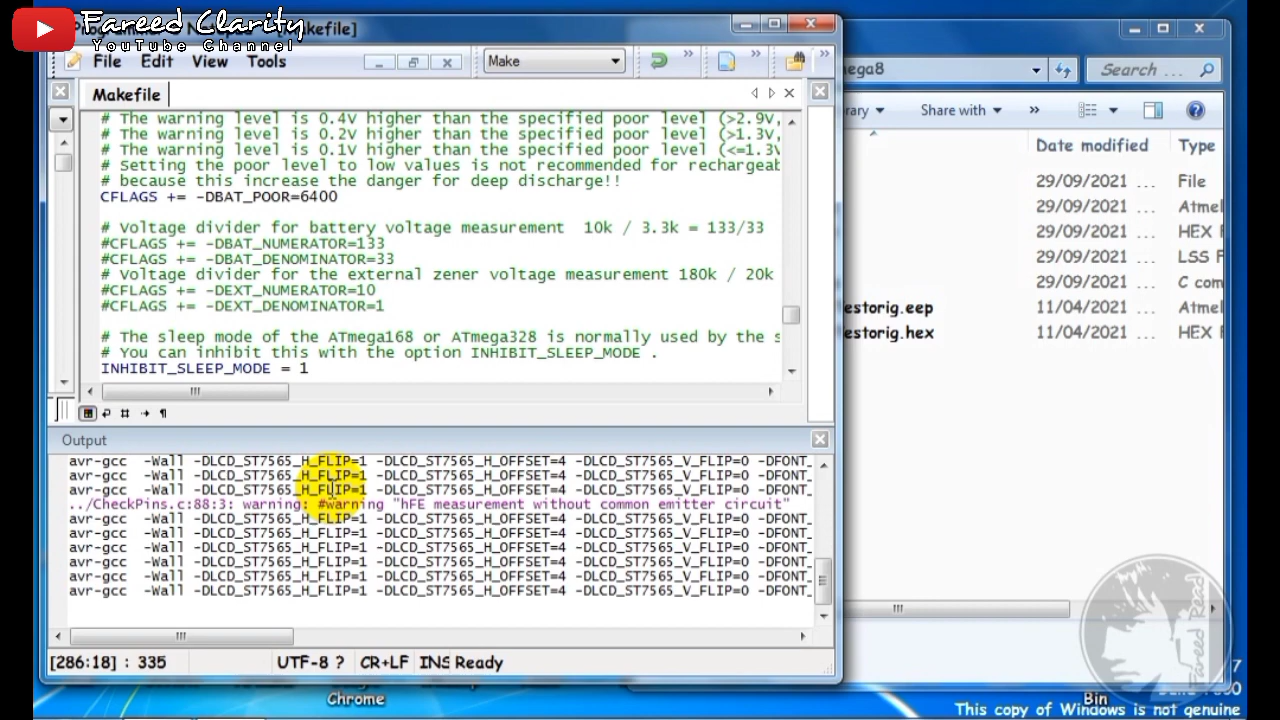 Fareed Clarity
YouTube Channel
File Edit View Tools
Make
Makefile
# The warning level is 0.4V higher than the specified poor level (>2.9V,
# The warning level is 0.2V higher than the specified poor level (>1.3V,
# The warning level is 0.1V higher than the specified poor level (<=1.3V
# Setting the poor level to low values is not recommended for rechargeab
# because this increase the danger for deep discharge!!
CFLAGS += -DBAT_POOR=6400
# Voltage divider for battery voltage measurement 10k / 3.3k = 133/33
#CFLAGS += -DBAT_NUMERATOR=133
#CFLAGS += -DBAT_DENOMINATOR=33
# Voltage divider for the external zener voltage measurement 180k / 20k
#CFLAGS += -DEXT_NUMERATOR=10
#CFLAGS += -DEXT_DENOMINATOR=1
# The sleep mode of the ATmega168 or ATmega328 is normally used by the s
# You can inhibit this with the option INHIBIT_SLEEP_MODE .
INHIBIT_SLEEP_MODE = 1
Output
avr-gcc -Wall -DLCD_ST7565_H_FLIP=1 -DLCD_ST7565_H_OFFSET=4 -DLCD_ST7565_V_FLIP=0 -DFONT_
avr-gcc -Wall -DLCD_ST7565_H_FLIP=1 -DLCD_ST7565_H_OFFSET=4 -DLCD_ST7565_V_FLIP=0 -DFONT_
avr-gcc -Wall -DLCD_ST7565_H_FLIP=1 -DLCD_ST7565_H_OFFSET=4 -DLCD_ST7565_V_FLIP=0 -DFONT_
../CheckPins.c:88:3: warning: #warning "hFE measurement without common emitter circuit"
avr-gcc -Wall -DLCD_ST7565_H_FLIP=1 -DLCD_ST7565_H_OFFSET=4 -DLCD_ST7565_V_FLIP=0 -DFONT_
avr-gcc -Wall -DLCD_ST7565_H_FLIP=1 -DLCD_ST7565_H_OFFSET=4 -DLCD_ST7565_V_FLIP=0 -DFONT_
avr-gcc -Wall -DLCD_ST7565_H_FLIP=1 -DLCD_ST7565_H_OFFSET=4 -DLCD_ST7565_V_FLIP=0 -DFONT_
avr-gcc -Wall -DLCD_ST7565_H_FLIP=1 -DLCD_ST7565_H_OFFSET=4 -DLCD_ST7565_V_FLIP=0 -DFONT_
avr-gcc -Wall -DLCD_ST7565_H_FLIP=1 -DLCD_ST7565_H_OFFSET=4 -DLCD_ST7565_V_FLIP=0 -DFONT_
avr-gcc -Wall -DLCD_ST7565_H_FLIP=1 -DLCD_ST7565_H_OFFSET=4 -DLCD_ST7565_V_FLIP=0 -DFONT_
[286:18] : 335 UTF-8 ? CR+LF INS Ready
ega8
Search ...
rary Share with »
Date modified Type
29/09/2021 ... File
29/09/2021 ... Atmel
29/09/2021 ... HEX F
29/09/2021 ... LSS F
29/09/2021 ... C com
estorig.eep 11/04/2021 ... Atmel
estorig.hex 11/04/2021 ... HEX F
Fareed Read
Chrome
Bin
This copy of Windows is not genuine